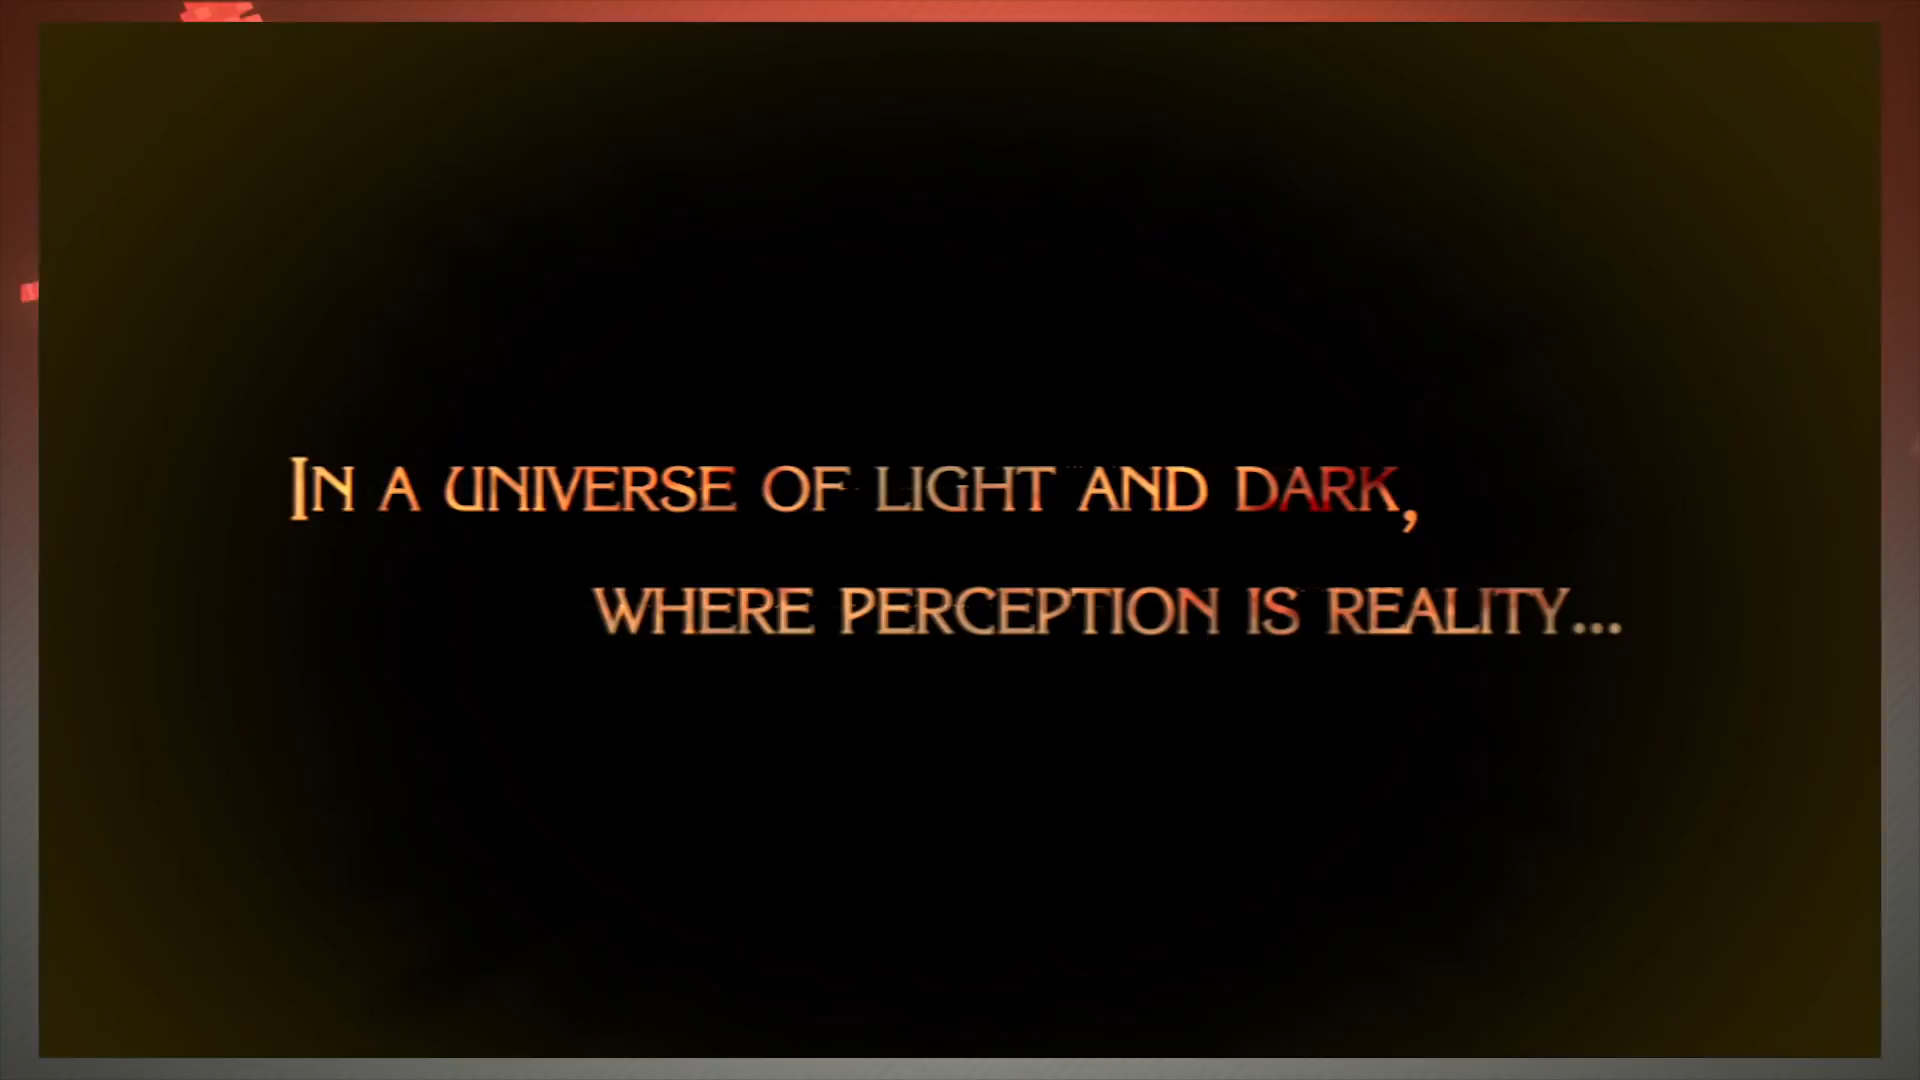 In a universe of light and dark,
where perception is reality...